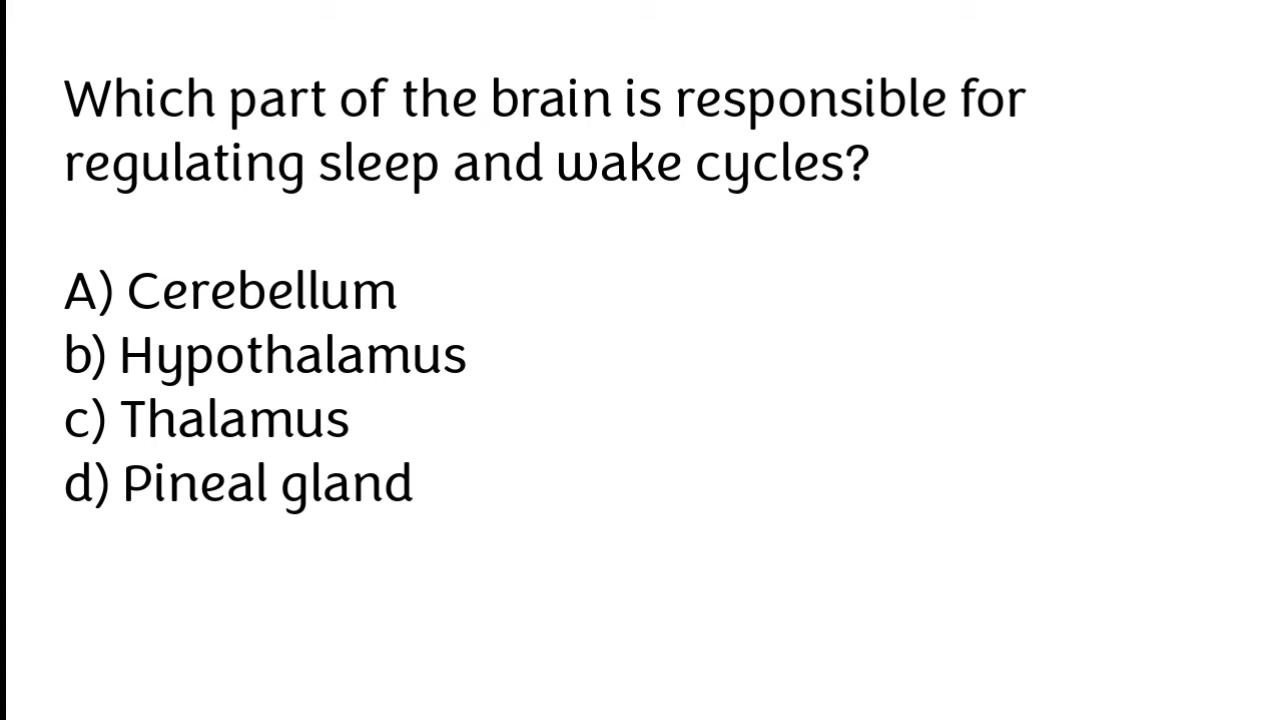 Which part of the brain is responsible for
regulating sleep and wake cycles?
A) Cerebellum
b) Hypothalamus
c) Thalamus
d) Pineal gland